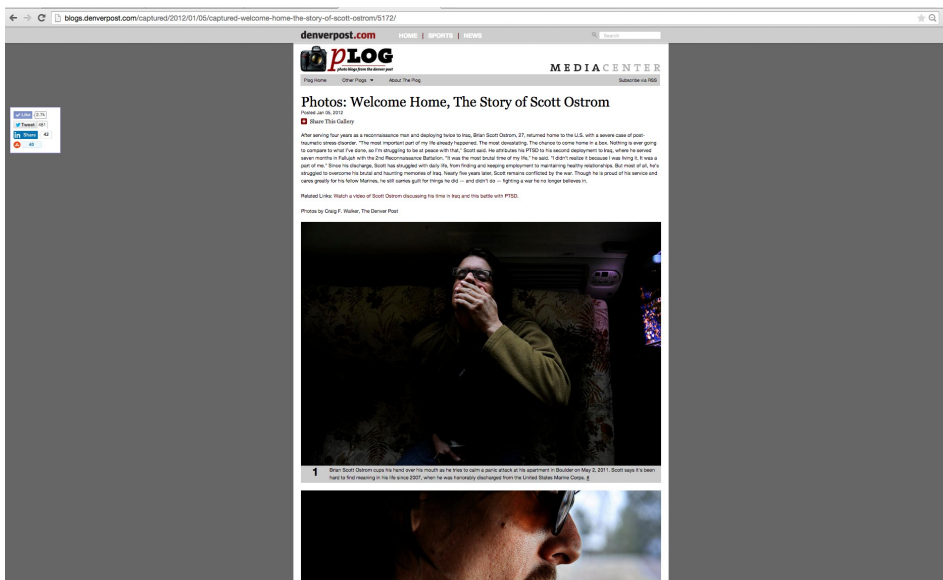 blogs.denverpost.com/captured/2012/01/05/captured-welcome-home-the-story-of-scott-ostrom/5172/
denverpost.com HOME | SPORTS | NEWS Search
pLOG
photo blogs from the denver post
MEDIACENTER
Plog Home Other Plogs About The Plog Subscribe via RSS
Like 2.7k
Tweet 461
in Share 62
40
Photos: Welcome Home, The Story of Scott Ostrom
Posted Jan 05, 2012
Share This Gallery
After serving four years as a reconnaissance man and deploying twice to Iraq, Brian Scott Ostrom, 27, returned home to the U.S. with a severe case of post-
traumatic stress disorder. "The most important part of my life already happened. The most devastating. The chance to come home in a box. Nothing is ever going
to compare to what I've done, so I'm struggling to be at peace with that," Scott said. He attributes his PTSD to his second deployment to Iraq, where he served
seven months in Fallujah with the 2nd Reconnaissance Battalion. "It was the most brutal time of my life," he said. "I didn't realize it because I was living it. It was a
part of me." Since his discharge, Scott has struggled with daily life, from finding and keeping employment to maintaining healthy relationships. But most of all, he's
struggled to overcome his brutal and haunting memories of Iraq. Nearly five years later, Scott remains conflicted by the war. Though he is proud of his service and
cares greatly for his fellow Marines, he still carries guilt for things he did — and didn't do — fighting a war he no longer believes in.
Related Links: Watch a video of Scott Ostrom discussing his time in Iraq and this battle with PTSD.
Photos by Craig F. Walker, The Denver Post
1 Brian Scott Ostrom cups his hand over his mouth as he tries to calm a panic attack at his apartment in Boulder on May 2, 2011. Scott says it's been
hard to find meaning in his life since 2007, when he was honorably discharged from the United States Marine Corps. #